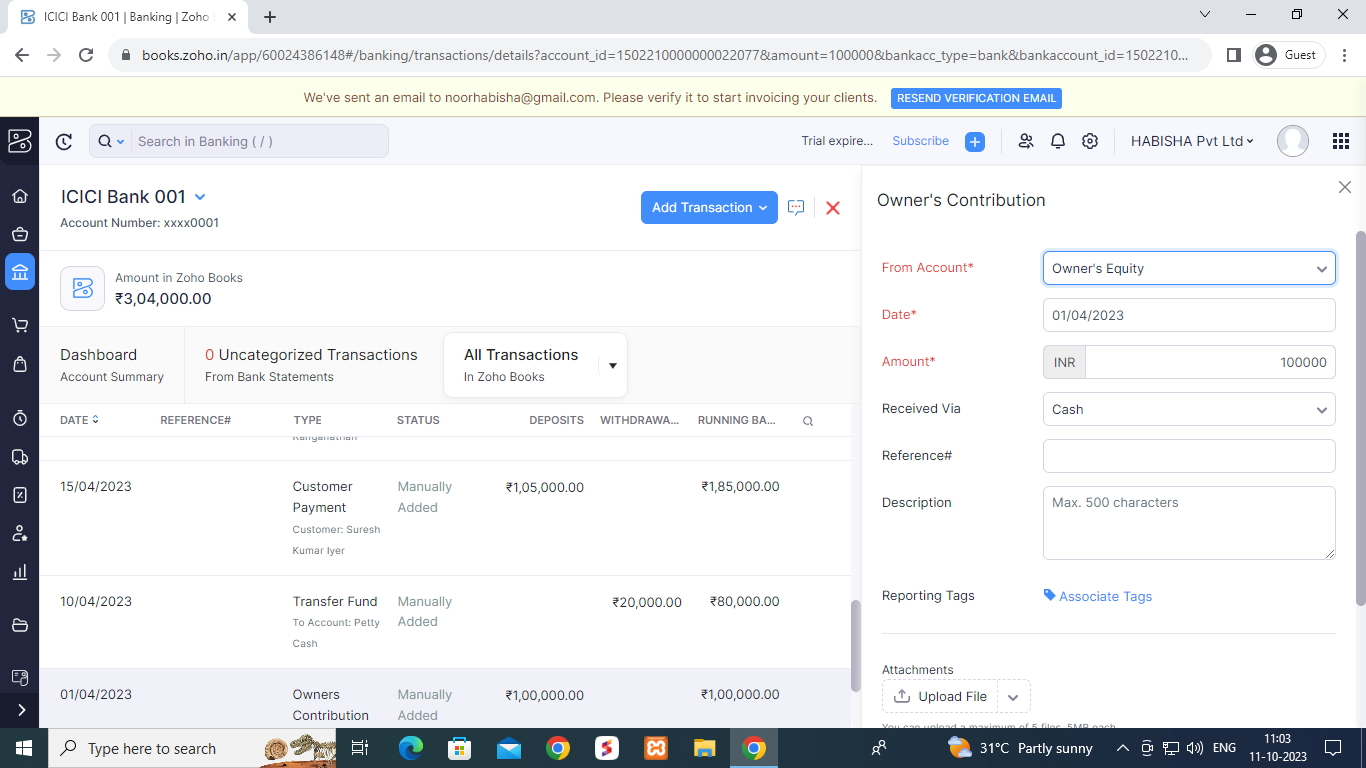 ICICI Bank 001 | Banking | Zoho
books.zoho.in/app/60024386148#/banking/transactions/details?account_id=1502210000000022077&amount=100000&bankacc_type=bank&bankaccount_id=1502210...
Guest
We've sent an email to noorhabisha@gmail.com. Please verify it to start invoicing your clients. RESEND VERIFICATION EMAIL
Search in Banking ( / )
Trial expire... Subscribe
HABISHA Pvt Ltd
ICICI Bank 001
Account Number: xxxx0001
Add Transaction
Amount in Zoho Books
₹3,04,000.00
Dashboard
Account Summary
0 Uncategorized Transactions
From Bank Statements
All Transactions
In Zoho Books
DATE REFERENCE# TYPE STATUS DEPOSITS WITHDRAWA... RUNNING BA...
Ranganathan
15/04/2023 Customer Payment Manually Added ₹1,05,000.00 ₹1,85,000.00
Customer: Suresh
Kumar Iyer
10/04/2023 Transfer Fund Manually Added ₹20,000.00 ₹80,000.00
To Account: Petty
Cash
01/04/2023 Owners Contribution Manually Added ₹1,00,000.00 ₹1,00,000.00
Owner's Contribution
From Account* Owner's Equity
Date* 01/04/2023
Amount* INR 100000
Received Via Cash
Reference#
Description Max. 500 characters
Reporting Tags Associate Tags
Attachments
Upload File
You can upload a maximum of 5 files, 5MB each
Type here to search
31°C Partly sunny
ENG
11:03
11-10-2023